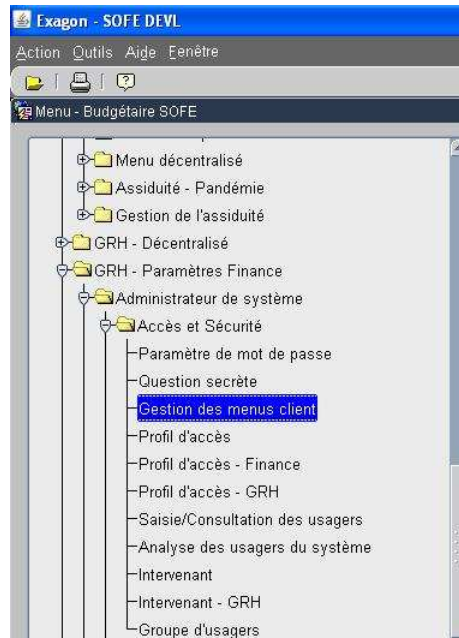 Exagon - SOFE DEVL
Action Outils Aide Fenêtre
Menu - Budgétaire SOFE
Menu décentralisé
Assiduité - Pandémie
Gestion de l'assiduité
GRH - Décentralisé
GRH - Paramètres Finance
Administrateur de système
Accès et Sécurité
Paramètre de mot de passe
Question secrète
Gestion des menus client
Profil d'accès
Profil d'accès - Finance
Profil d'accès - GRH
Saisie/Consultation des usagers
Analyse des usagers du système
Intervenant
Intervenant - GRH
Groupe d'usagers